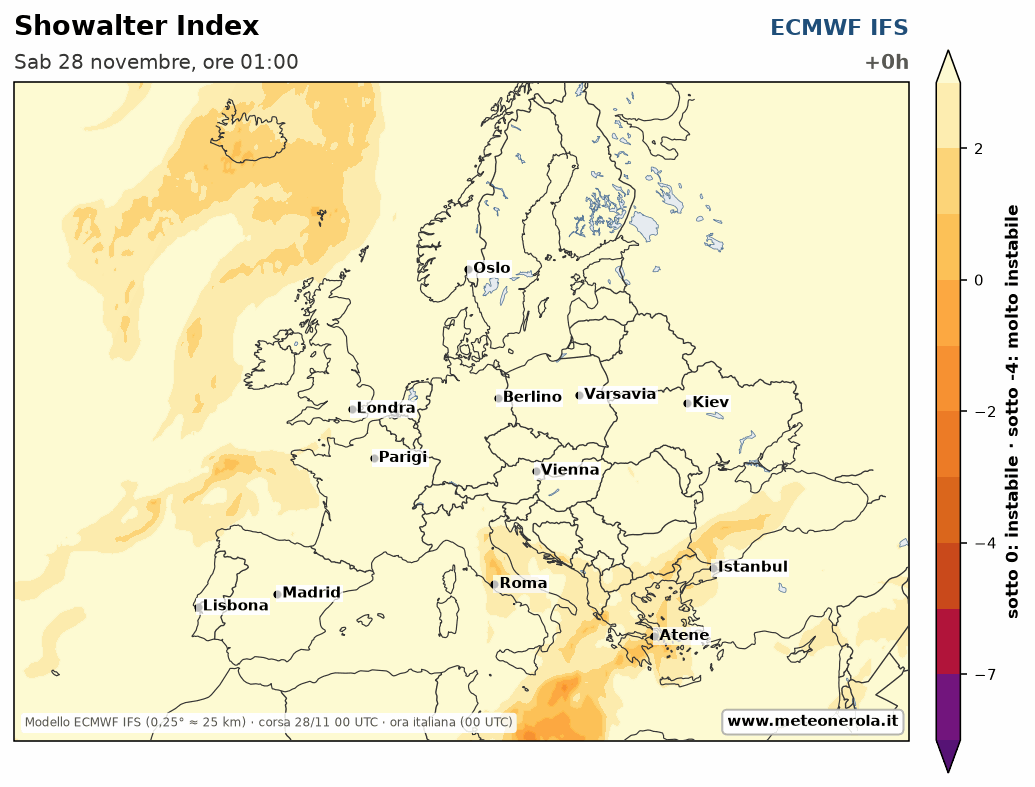 Showalter Index
ECMWF IFS
Sab 28 novembre, ore 01:00
+0h
Oslo
Londra
Berlino
Varsavia
Kiev
Parigi
Vienna
Istanbul
Roma
Madrid
Lisbona
Atene
Modello ECMWF IFS (0,25° ≈ 25 km) · corsa 28/11 00 UTC · ora italiana (00 UTC)
www.meteonerola.it
2
0
−2
−4
−7
sotto 0: instabile · sotto -4: molto instabile